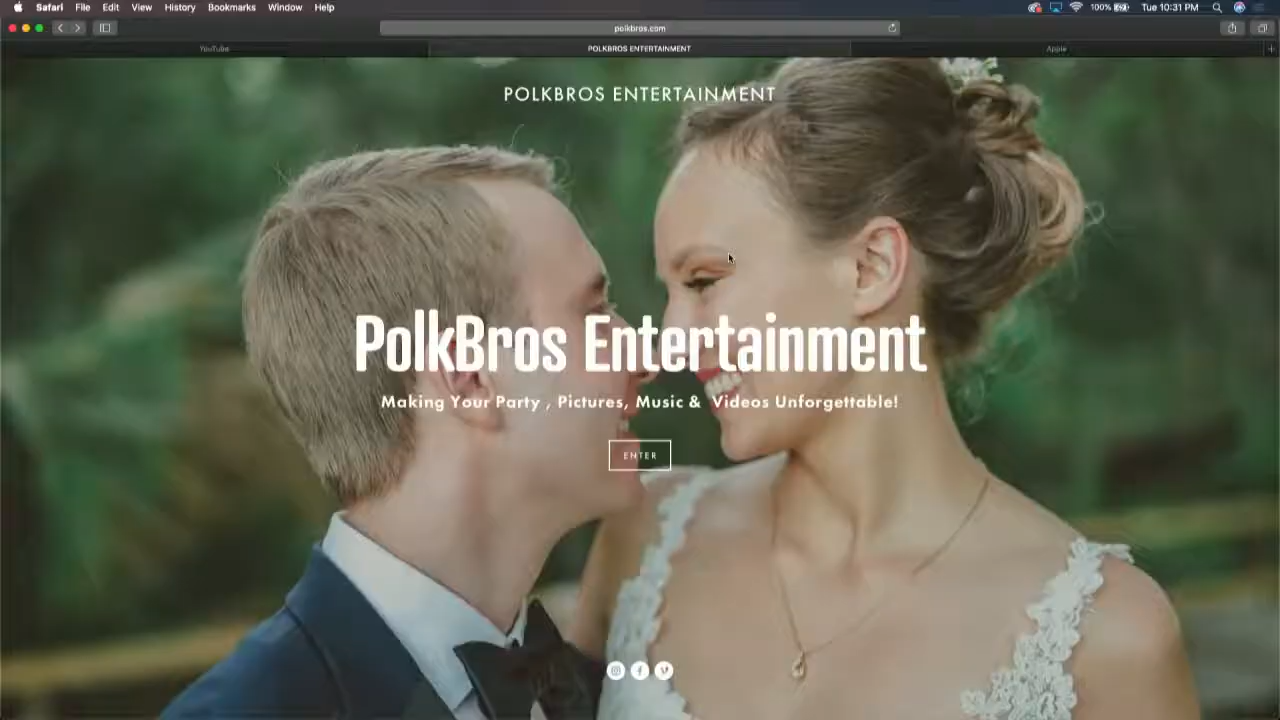 Safari File Edit View History Bookmarks Window Help 100% Tue 10:31 PM
polkbros.com
YouTube POLKBROS ENTERTAINMENT Apple
POLKBROS ENTERTAINMENT
PolkBros Entertainment
Making Your Party , Pictures, Music & Videos Unforgettable!
ENTER